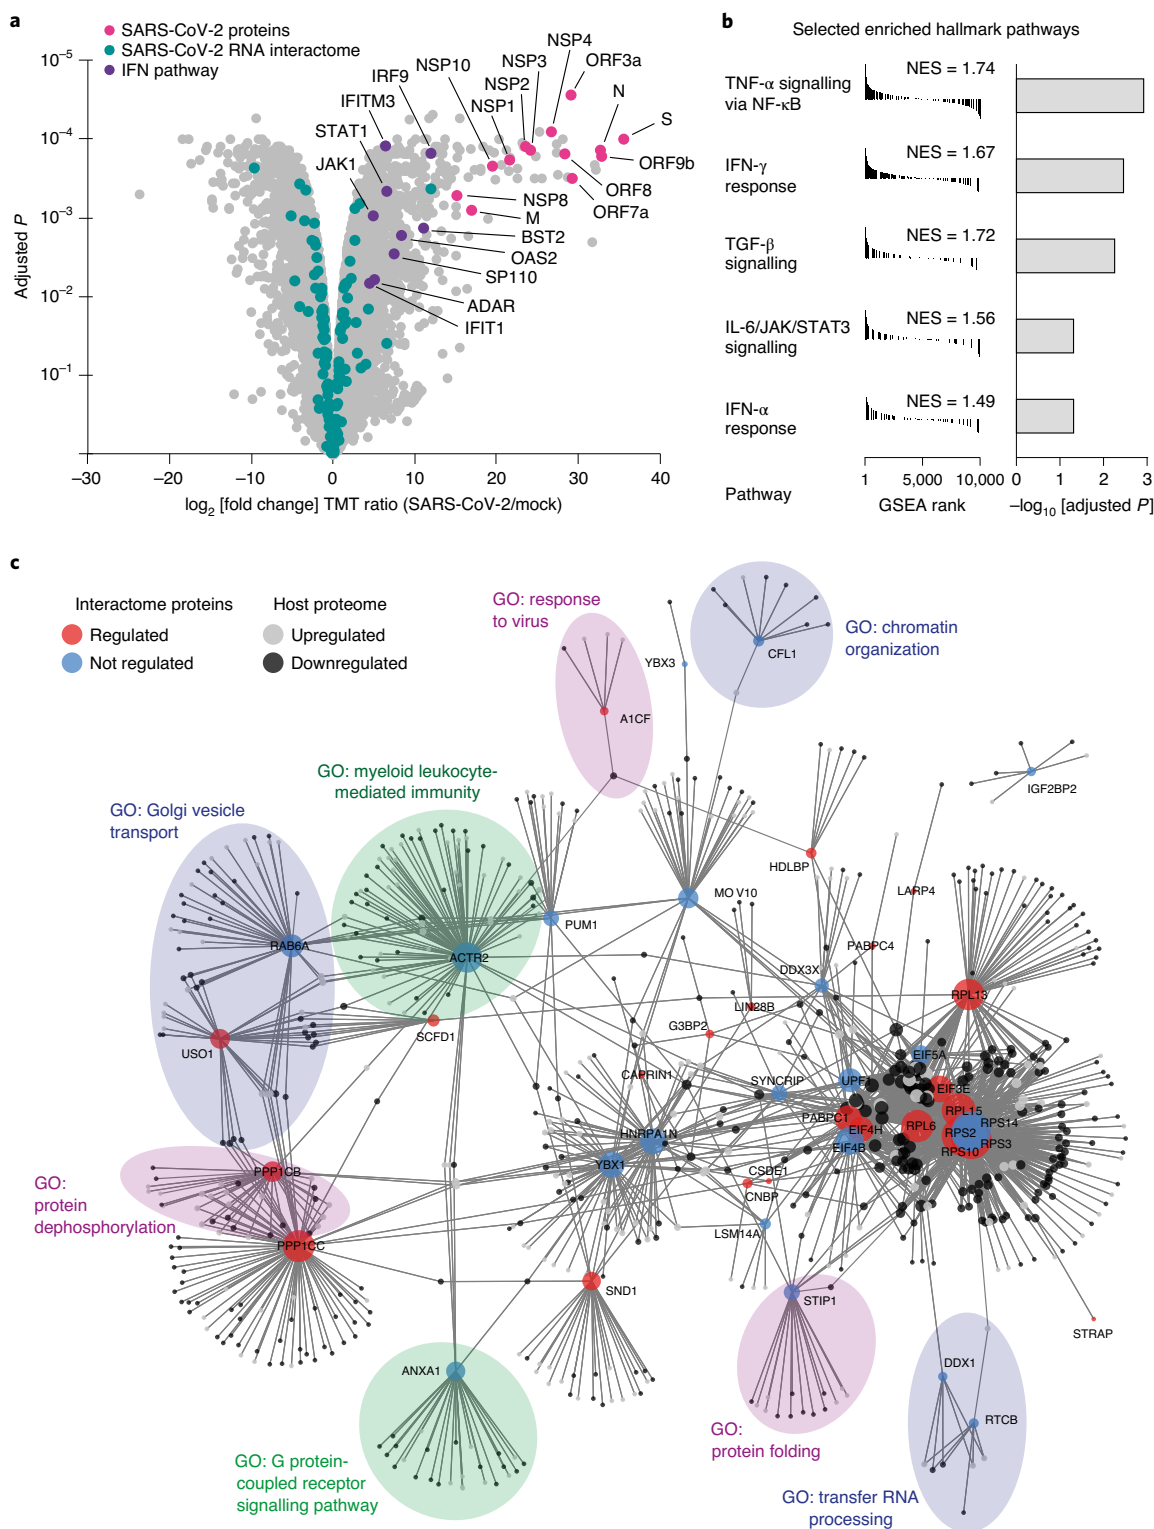 a
SARS-CoV-2 proteins
SARS-CoV-2 RNA interactome
IFN pathway
10⁻⁵
10⁻⁴
10⁻³
10⁻²
10⁻¹
Adjusted P
NSP4
NSP3
ORF3a
NSP10
NSP2
IRF9
N
NSP1
IFITM3
S
STAT1
ORF9b
JAK1
ORF8
NSP8
ORF7a
M
BST2
OAS2
SP110
ADAR
IFIT1
−30
−20
−10
0
10
20
30
40
log₂ [fold change] TMT ratio (SARS-CoV-2/mock)
b
Selected enriched hallmark pathways
TNF-α signalling
via NF-κB
NES = 1.74
IFN-γ
response
NES = 1.67
TGF-β
signalling
NES = 1.72
IL-6/JAK/STAT3
signalling
NES = 1.56
IFN-α
response
NES = 1.49
Pathway
1
5,000
10,000
GSEA rank
0
1
2
3
−log₁₀ [adjusted P]
c
Interactome proteins
Regulated
Not regulated
Host proteome
Upregulated
Downregulated
GO: response
to virus
GO: chromatin
organization
YBX3
CFL1
A1CF
GO: myeloid leukocyte-
mediated immunity
IGF2BP2
GO: Golgi vesicle
transport
HDLBP
LARP4
MO V10
PUM1
RAB6A
ACTR2
PABPC4
DDX3X
RPL13
LIN28B
G3BP2
SCFD1
USO1
EIF5A
CAPRIN1
SYNCRIP
UPF1
EIF3E
RPL15
PABPC1
RPL6
RPS14
EIF4H
RPS2
HNRPA1N
EIF4B
RPS3
RPS10
YBX1
CSDE1
CNBP
PPP1CB
GO:
protein
dephosphorylation
LSM14A
PPP1CC
SND1
STIP1
STRAP
DDX1
ANXA1
RTCB
GO:
protein folding
GO: G protein-
coupled receptor
signalling pathway
GO: transfer RNA
processing